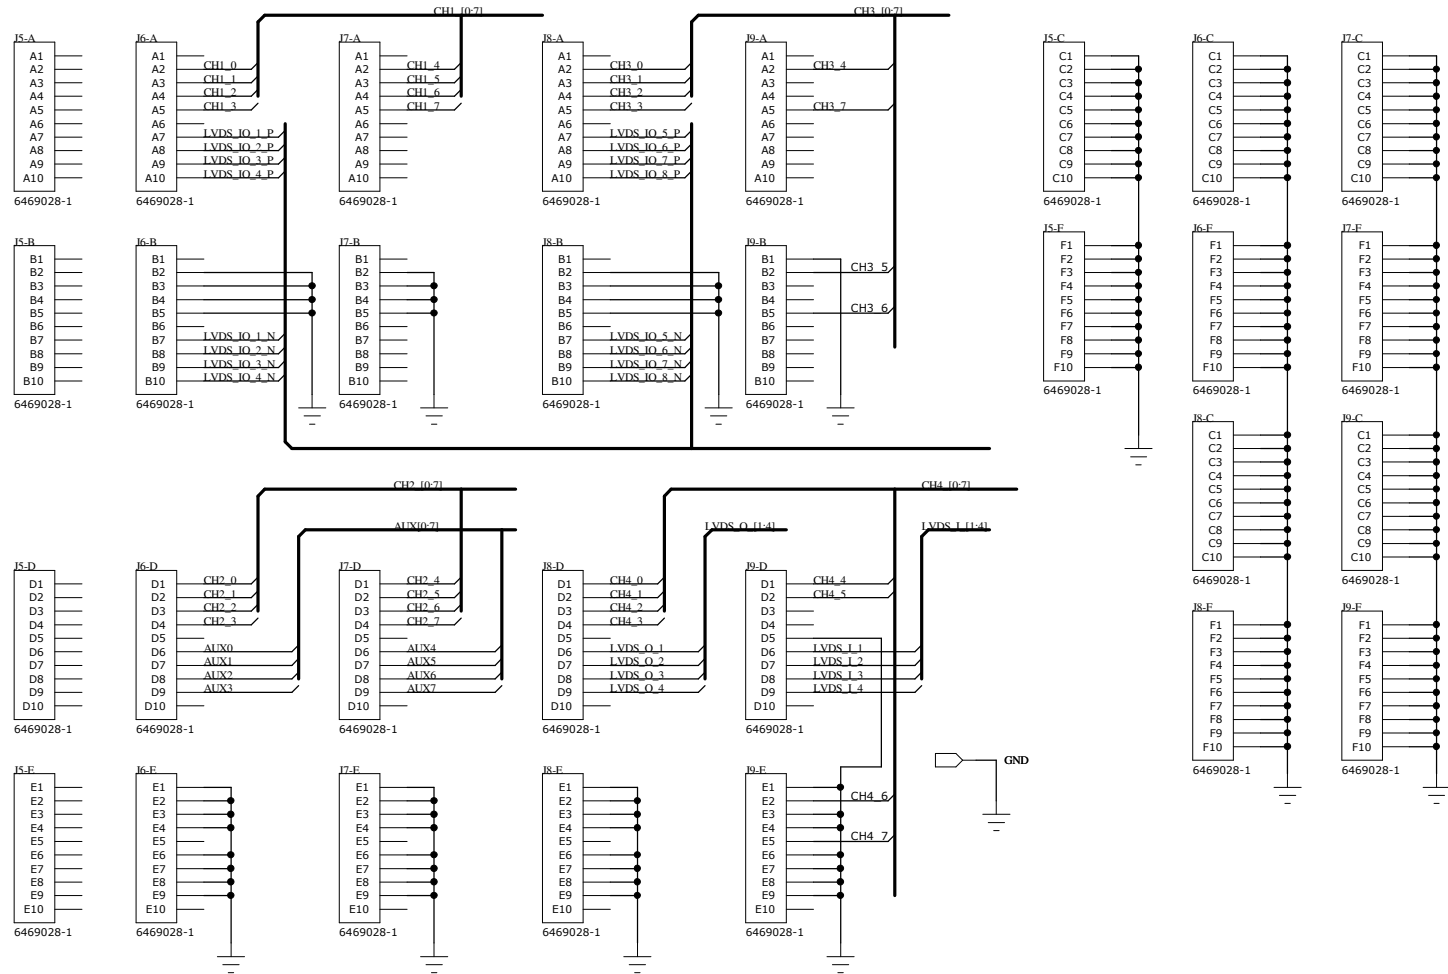 CH1_[0:7]
CH3_[0:7]
J5-A
A1
A2
A3
A4
A5
A6
A7
A8
A9
A10
6469028-1
J6-A
A1
A2 CH1_0
A3 CH1_1
A4 CH1_2
A5 CH1_3
A6
A7 LVDS_IO_1_P
A8 LVDS_IO_2_P
A9 LVDS_IO_3_P
A10 LVDS_IO_4_P
6469028-1
J7-A
A1
A2 CH1_4
A3 CH1_5
A4 CH1_6
A5 CH1_7
A6
A7
A8
A9
A10
6469028-1
J8-A
A1
A2 CH3_0
A3 CH3_1
A4 CH3_2
A5 CH3_3
A6
A7 LVDS_IO_5_P
A8 LVDS_IO_6_P
A9 LVDS_IO_7_P
A10 LVDS_IO_8_P
6469028-1
J9-A
A1
A2 CH3_4
A3
A4
A5 CH3_7
A6
A7
A8
A9
A10
6469028-1
J5-B
B1
B2
B3
B4
B5
B6
B7
B8
B9
B10
6469028-1
J6-B
B1
B2
B3
B4
B5
B6
B7 LVDS_IO_1_N
B8 LVDS_IO_2_N
B9 LVDS_IO_3_N
B10 LVDS_IO_4_N
6469028-1
J7-B
B1
B2
B3
B4
B5
B6
B7
B8
B9
B10
6469028-1
J8-B
B1
B2
B3
B4
B5
B6
B7 LVDS_IO_5_N
B8 LVDS_IO_6_N
B9 LVDS_IO_7_N
B10 LVDS_IO_8_N
6469028-1
J9-B
B1
B2 CH3_5
B3
B4
B5 CH3_6
B6
B7
B8
B9
B10
6469028-1
CH2_[0:7]
CH4_[0:7]
AUX[0:7]
LVDS_O_[1:4]
LVDS_I_[1:4]
J5-D
D1
D2
D3
D4
D5
D6
D7
D8
D9
D10
6469028-1
J6-D
D1 CH2_0
D2 CH2_1
D3 CH2_2
D4 CH2_3
D5
D6 AUX0
D7 AUX1
D8 AUX2
D9 AUX3
D10
6469028-1
J7-D
D1 CH2_4
D2 CH2_5
D3 CH2_6
D4 CH2_7
D5
D6 AUX4
D7 AUX5
D8 AUX6
D9 AUX7
D10
6469028-1
J8-D
D1 CH4_0
D2 CH4_1
D3 CH4_2
D4 CH4_3
D5
D6 LVDS_O_1
D7 LVDS_O_2
D8 LVDS_O_3
D9 LVDS_O_4
D10
6469028-1
J9-D
D1 CH4_4
D2 CH4_5
D3
D4
D5
D6 LVDS_I_1
D7 LVDS_I_2
D8 LVDS_I_3
D9 LVDS_I_4
D10
6469028-1
J5-E
E1
E2
E3
E4
E5
E6
E7
E8
E9
E10
6469028-1
J6-E
E1
E2
E3
E4
E5
E6
E7
E8
E9
E10
6469028-1
J7-E
E1
E2
E3
E4
E5
E6
E7
E8
E9
E10
6469028-1
J8-E
E1
E2
E3
E4
E5
E6
E7
E8
E9
E10
6469028-1
J9-E
E1
E2 CH4_6
E3
E4
E5 CH4_7
E6
E7
E8
E9
E10
6469028-1
GND
J5-C
C1
C2
C3
C4
C5
C6
C7
C8
C9
C10
6469028-1
J6-C
C1
C2
C3
C4
C5
C6
C7
C8
C9
C10
6469028-1
J7-C
C1
C2
C3
C4
C5
C6
C7
C8
C9
C10
6469028-1
J5-F
F1
F2
F3
F4
F5
F6
F7
F8
F9
F10
6469028-1
J6-F
F1
F2
F3
F4
F5
F6
F7
F8
F9
F10
6469028-1
J7-F
F1
F2
F3
F4
F5
F6
F7
F8
F9
F10
6469028-1
J8-C
C1
C2
C3
C4
C5
C6
C7
C8
C9
C10
6469028-1
J9-C
C1
C2
C3
C4
C5
C6
C7
C8
C9
C10
6469028-1
J8-F
F1
F2
F3
F4
F5
F6
F7
F8
F9
F10
6469028-1
J9-F
F1
F2
F3
F4
F5
F6
F7
F8
F9
F10
6469028-1